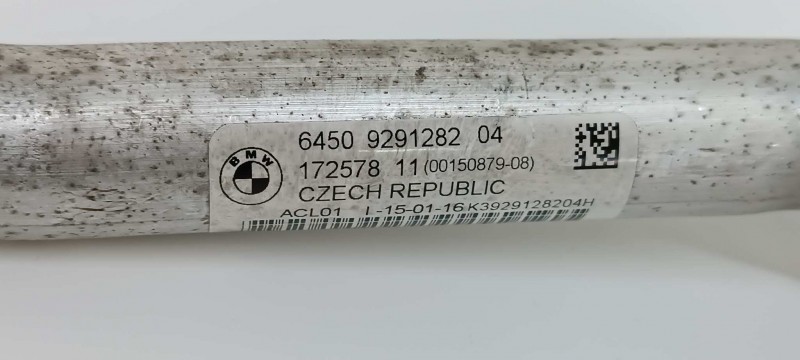 6450 9291282 04
BMW
172578 11 (00150879-08)
CZECH REPUBLIC
ACL01 I-15-01-16 K3929128204H